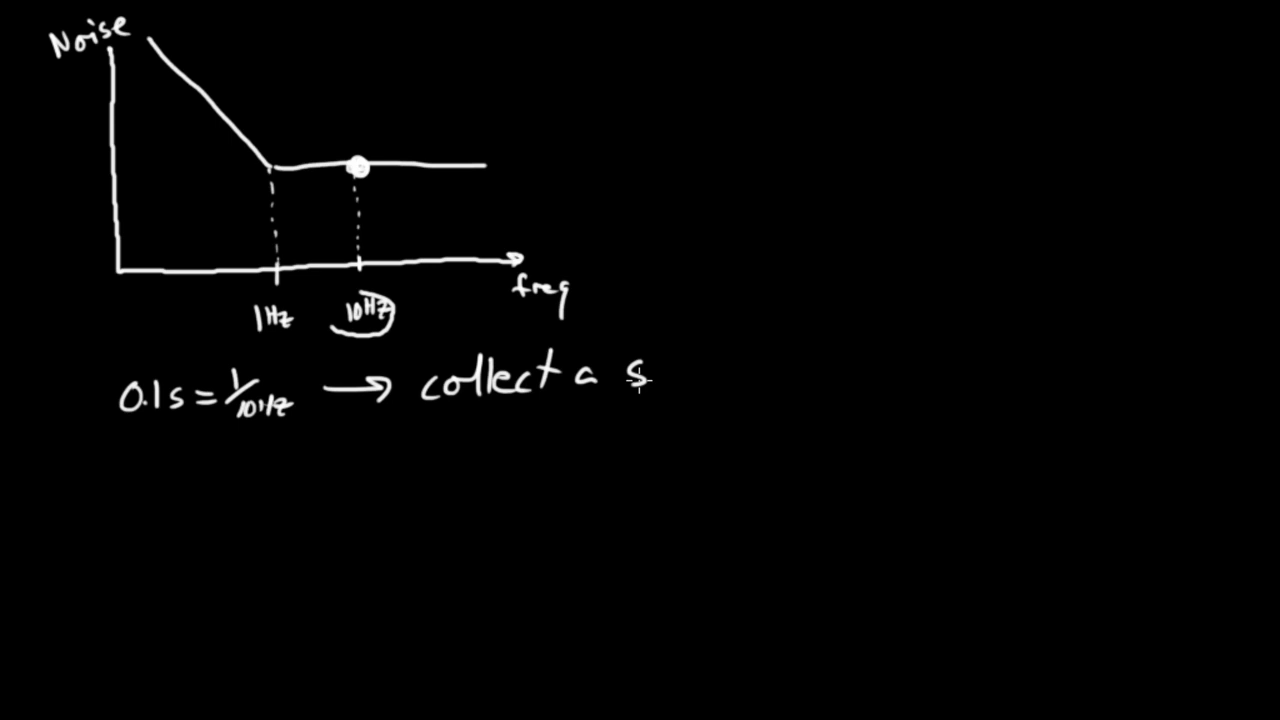 Noise
freq
1Hz 10Hz
0.1s = 1/10Hz → collect a s